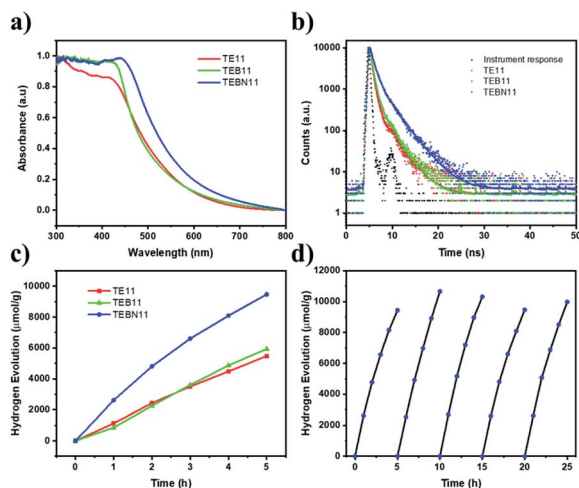 a)
1.0
0.8
0.6
0.4
0.2
0.0
Absorbance (a.u)
300 400 500 600 700 800
Wavelength (nm)
TE11
TEB11
TEBN11
b)
10000
1000
100
10
1
Counts (a.u.)
0 10 20 30 40 50
Time (ns)
Instrument response
TE11
TEB11
TEBN11
c)
10000
8000
6000
4000
2000
0
Hydrogen Evolution (μmol/g)
0 1 2 3 4 5
Time (h)
TE11
TEB11
TEBN11
d)
12000
10000
8000
6000
4000
2000
0
Hydrogen Evolution (μmol/g)
0 5 10 15 20 25
Time (h)